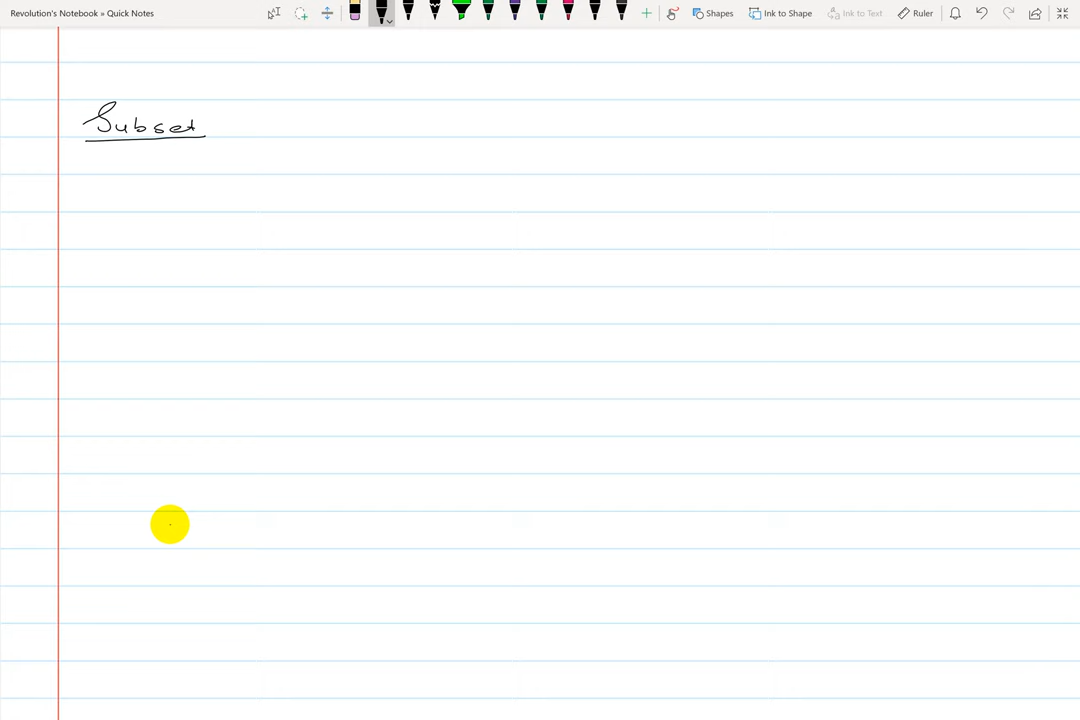 Revolution's Notebook » Quick Notes
Shapes
Ink to Shape
Ink to Text
Ruler
Subset